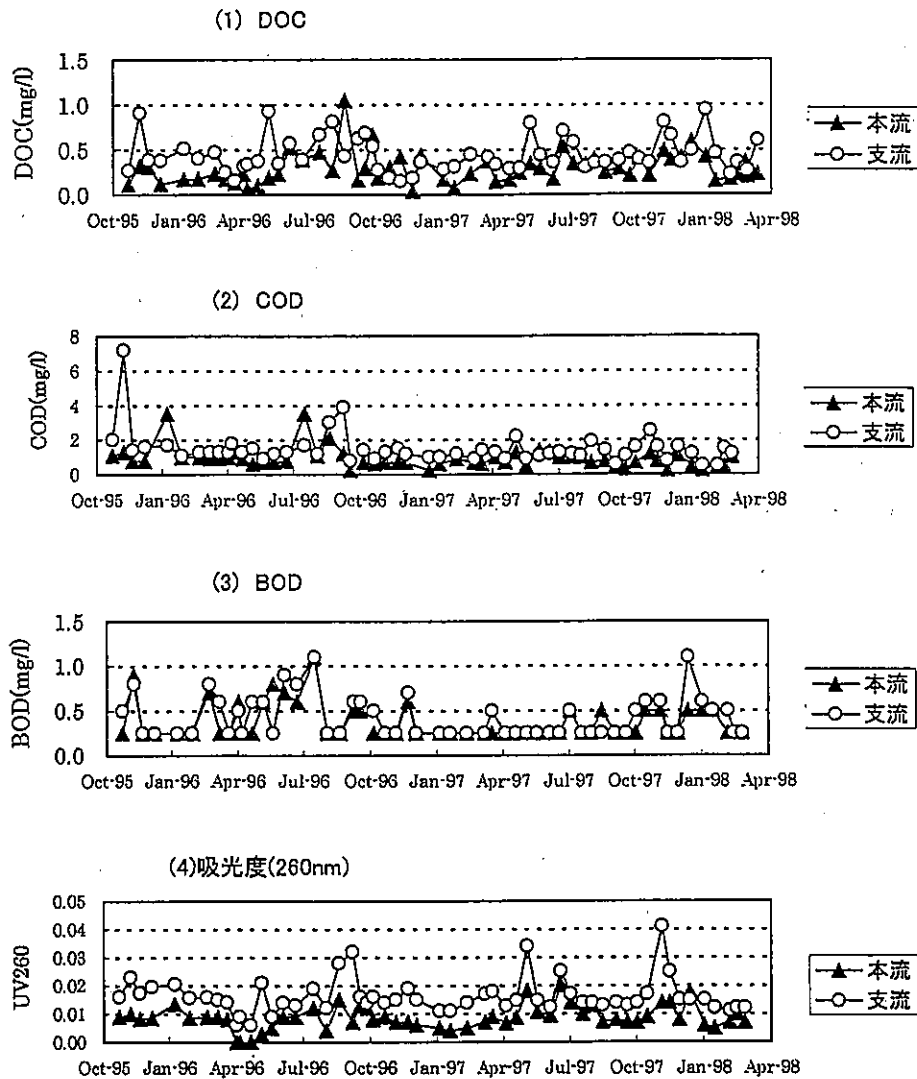 (1) DOC
DOC(mg/l)
1.5
1.0
0.5
0.0
Oct-95 Jan-96 Apr-96 Jul-96 Oct-96 Jan-97 Apr-97 Jul-97 Oct-97 Jan-98 Apr-98
本流
支流
(2) COD
COD(mg/l)
8
6
4
2
0
Oct-95 Jan-96 Apr-96 Jul-96 Oct-96 Jan-97 Apr-97 Jul-97 Oct-97 Jan-98 Apr-98
本流
支流
(3) BOD
BOD(mg/l)
1.5
1.0
0.5
0.0
Oct-95 Jan-96 Apr-96 Jul-96 Oct-96 Jan-97 Apr-97 Jul-97 Oct-97 Jan-98 Apr-98
本流
支流
(4)吸光度(260nm)
UV260
0.05
0.04
0.03
0.02
0.01
0.00
Oct-95 Jan-96 Apr-96 Jul-96 Oct-96 Jan-97 Apr-97 Jul-97 Oct-97 Jan-98 Apr-98
本流
支流